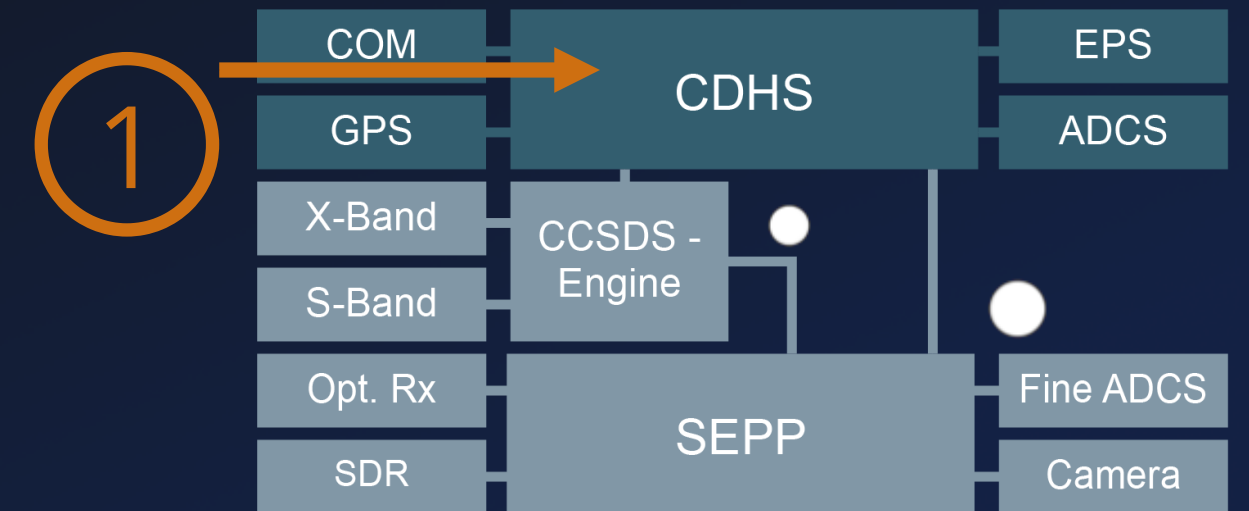 1
COM
CDHS
EPS
GPS
ADCS
X-Band
CCSDS -
Engine
S-Band
Opt. Rx
SEPP
Fine ADCS
SDR
Camera